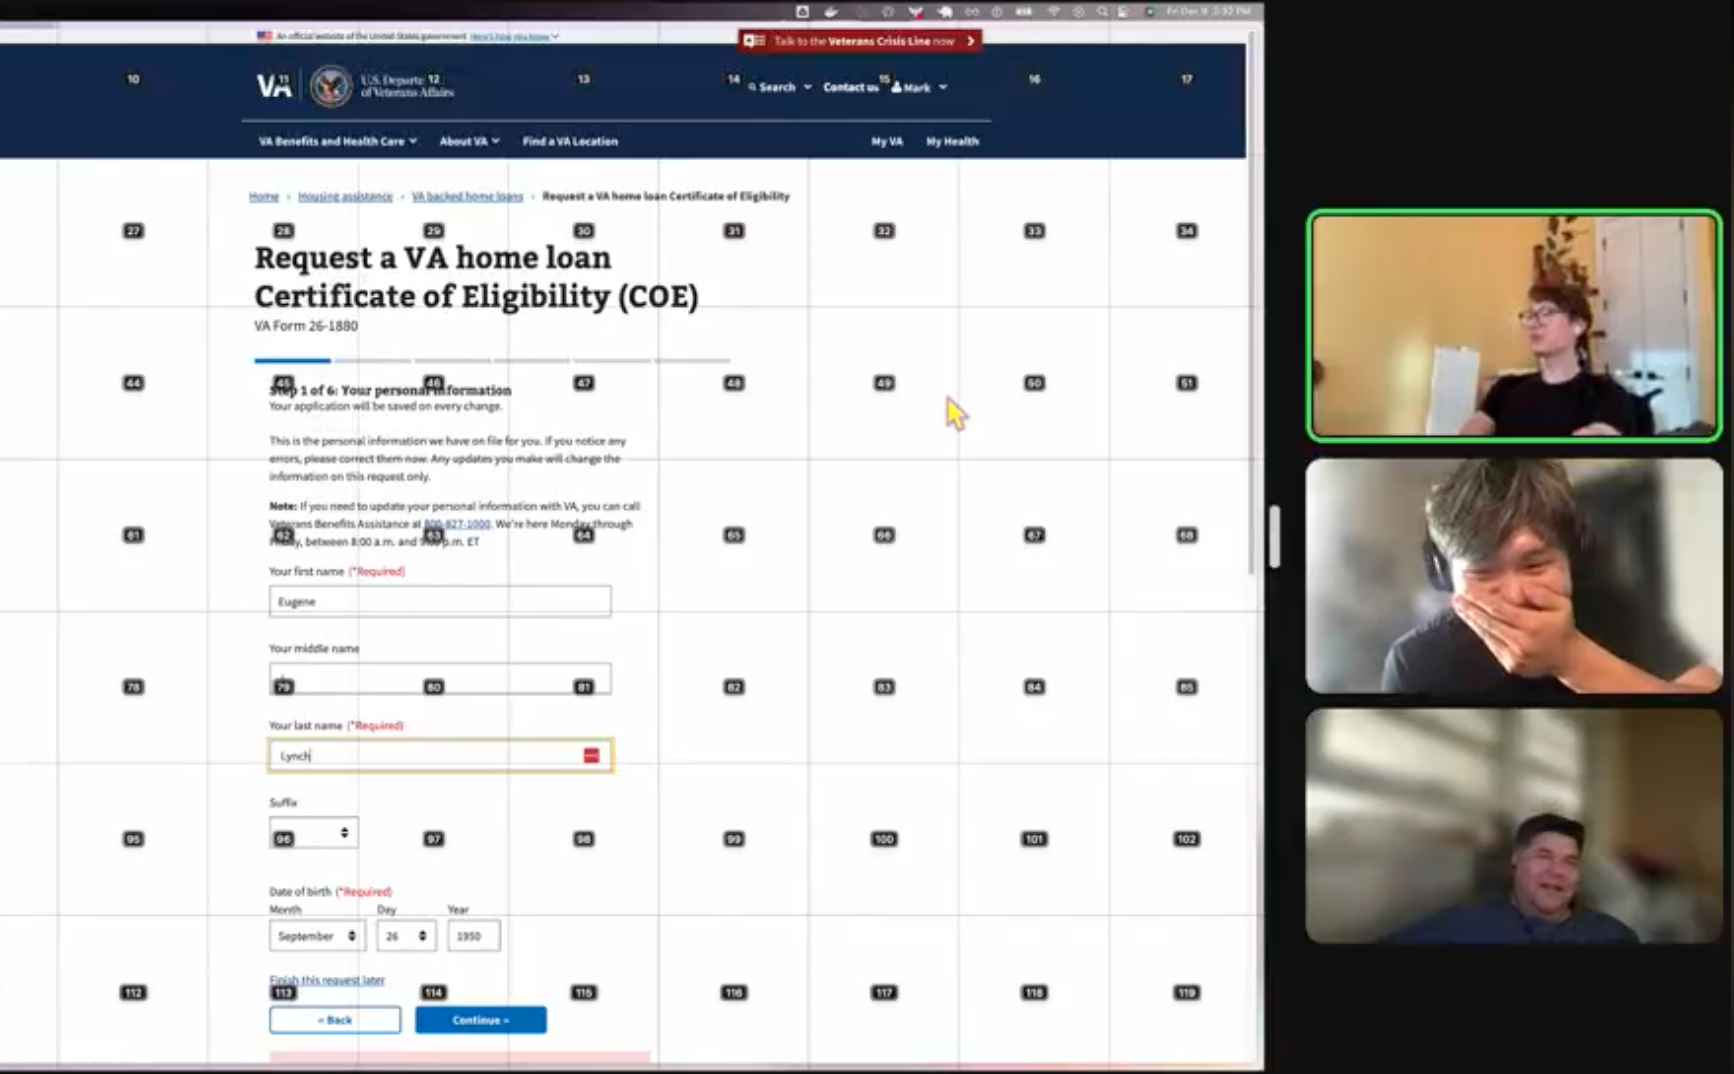 Fri Dec 9 2:32 PM
An official website of the United States government Here's how you know
Talk to the Veterans Crisis Line now
10 11 12 13 14 15 16 17
VA
U.S. Departe
of Veterans Affairs
Search Contact us Mark
VA Benefits and Health Care About VA Find a VA Location My VA My Health
Home › Housing assistance › VA backed home loans › Request a VA home loan Certificate of Eligibility
27 28 29 30 31 32 33 34
Request a VA home loan
Certificate of Eligibility (COE)
VA Form 26-1880
44 45 46 47 48 49 50 51
Step 1 of 6: Your personal information
Your application will be saved on every change.
This is the personal information we have on file for you. If you notice any
errors, please correct them now. Any updates you make will change the
information on this request only.
Note: If you need to update your personal information with VA, you can call
Veterans Benefits Assistance at 800-827-1000. We're here Monday through
61 62 63 64 65 66 67 68
Friday, between 8:00 a.m. and 9:00 p.m. ET
Your first name (*Required)
Eugene
Your middle name
78 79 80 81 82 83 84 85
Your last name (*Required)
Lynch
Suffix
95 96 97 98 99 100 101 102
Date of birth (*Required)
Month Day Year
September 26 1950
Finish this request later
112 113 114 115 116 117 118 119
« Back Continue »